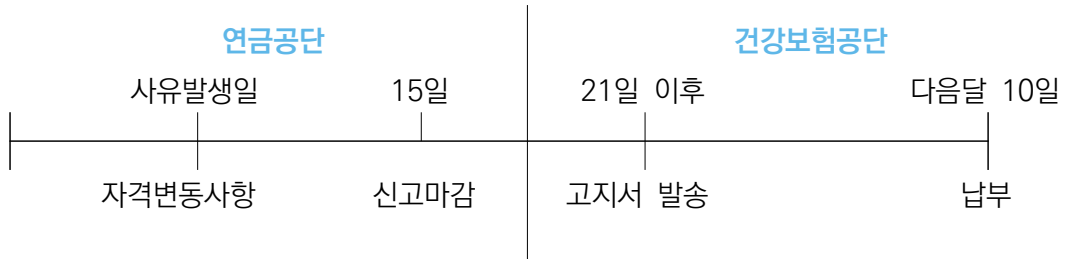 연금공단 건강보험공단
사유발생일 15일 21일 이후 다음달 10일
자격변동사항 신고마감 고지서 발송 납부